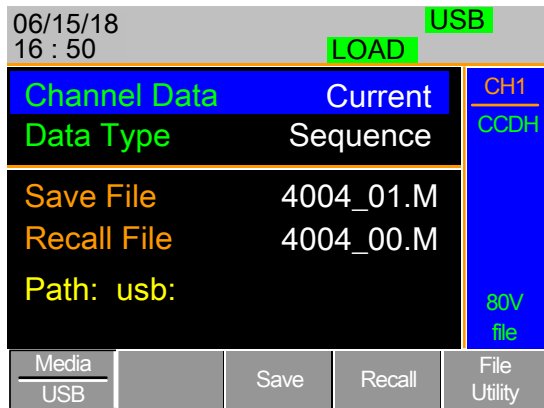 06/15/18
USB
16 : 50
LOAD
Channel Data Current
Data Type Sequence
Save File 4004_01.M
Recall File 4004_00.M
Path: usb:
CH1
CCDH
80V
file
Media
USB
Save
Recall
File
Utility